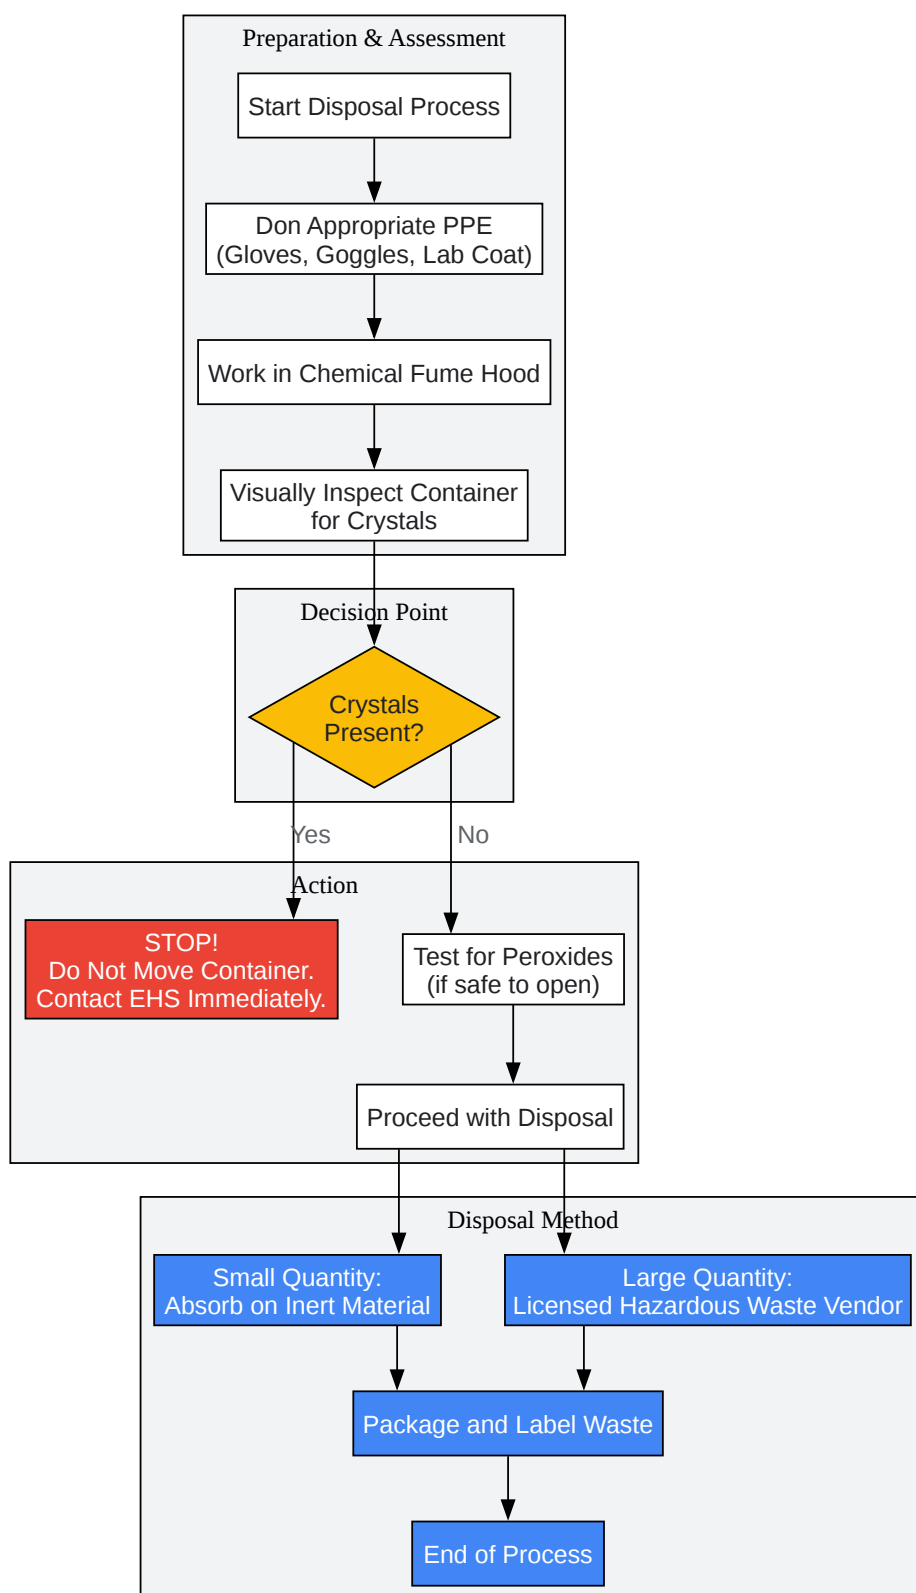 Preparation & Assessment
Start Disposal Process
Don Appropriate PPE
(Gloves, Goggles, Lab Coat)
Work in Chemical Fume Hood
Visually Inspect Container
for Crystals
Decision Point
Crystals
Present?
Yes
No
Action
STOP!
Do Not Move Container.
Contact EHS Immediately.
Test for Peroxides
(if safe to open)
Proceed with Disposal
Disposal Method
Small Quantity:
Absorb on Inert Material
Large Quantity:
Licensed Hazardous Waste Vendor
Package and Label Waste
End of Process